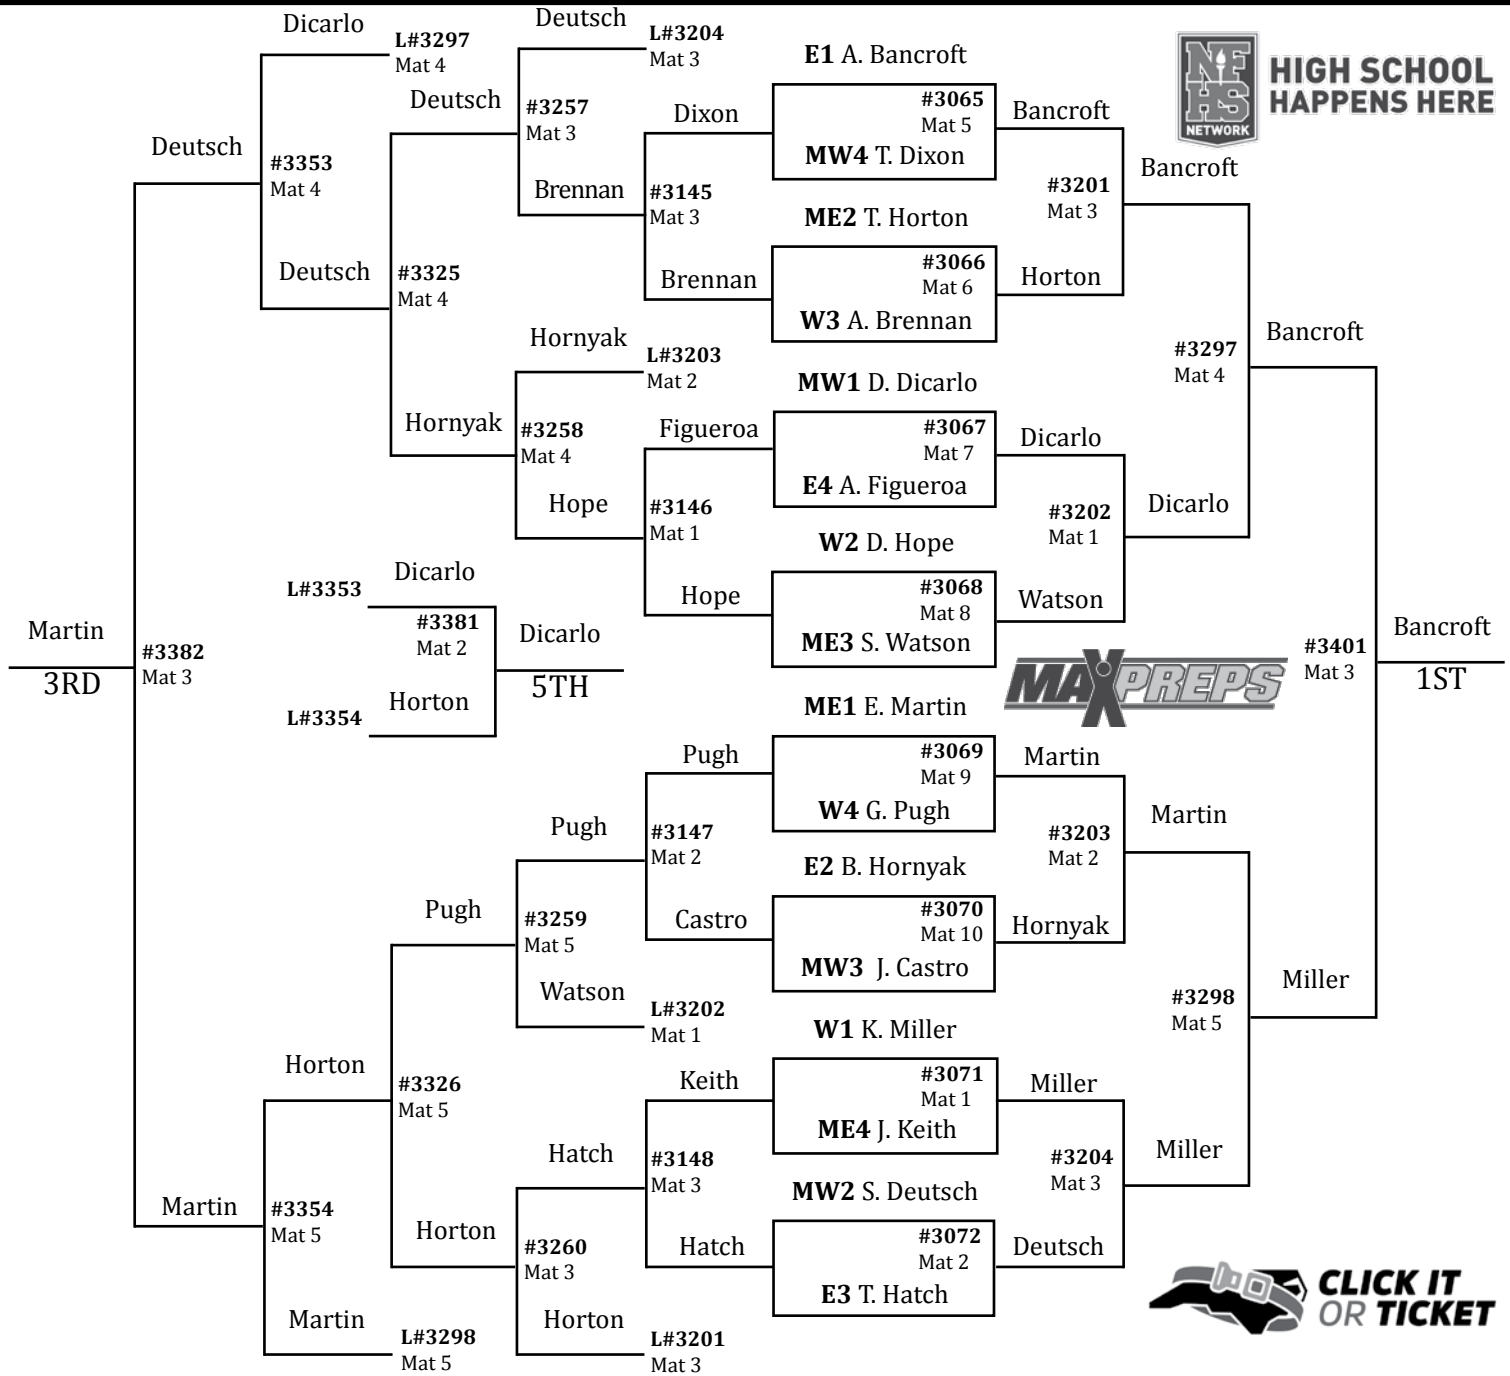 Dicarlo
L#3297
Mat 4
Deutsch
#3353
Mat 4
Deutsch
Deutsch
L#3204
Mat 3
Deutsch
#3257
Mat 3
Brennan
#3325
Mat 4
Hornyak
L#3203
Mat 2
Hornyak
#3258
Mat 4
Hope
Dixon
#3145
Mat 3
Brennan
Figueroa
#3146
Mat 1
Hope
E1 A. Bancroft
#3065
Mat 5
MW4 T. Dixon
ME2 T. Horton
#3066
Mat 6
W3 A. Brennan
MW1 D. Dicarlo
#3067
Mat 7
E4 A. Figueroa
W2 D. Hope
#3068
Mat 8
ME3 S. Watson
Bancroft
#3201
Mat 3
Horton
Bancroft
Dicarlo
#3202
Mat 1
Watson
Dicarlo
#3297
Mat 4
Bancroft
NFHS
NETWORK
HIGH SCHOOL
HAPPENS HERE
Martin
3RD
#3382
Mat 3
L#3353
Dicarlo
#3381
Mat 2
Horton
L#3354
Dicarlo
5TH
MAXPREPS
#3401
Mat 3
Bancroft
1ST
ME1 E. Martin
#3069
Mat 9
W4 G. Pugh
E2 B. Hornyak
#3070
Mat 10
MW3 J. Castro
W1 K. Miller
#3071
Mat 1
ME4 J. Keith
MW2 S. Deutsch
#3072
Mat 2
E3 T. Hatch
Pugh
#3147
Mat 2
Castro
Pugh
#3259
Mat 5
Watson
L#3202
Mat 1
Pugh
Keith
#3148
Mat 3
Hatch
Hatch
#3260
Mat 3
Horton
L#3201
Mat 3
Horton
#3326
Mat 5
Horton
#3354
Mat 5
Martin
L#3298
Mat 5
Martin
Martin
#3203
Mat 2
Hornyak
Martin
Miller
#3204
Mat 3
Deutsch
Miller
#3298
Mat 5
Miller
CLICK IT
OR TICKET